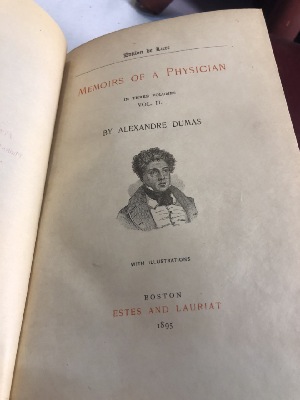 Édition de Luxe
MEMOIRS OF A PHYSICIAN
IN THREE VOLUMES
VOL. II.
BY ALEXANDRE DUMAS
WITH ILLUSTRATIONS
BOSTON
ESTES AND LAURIAT
1895